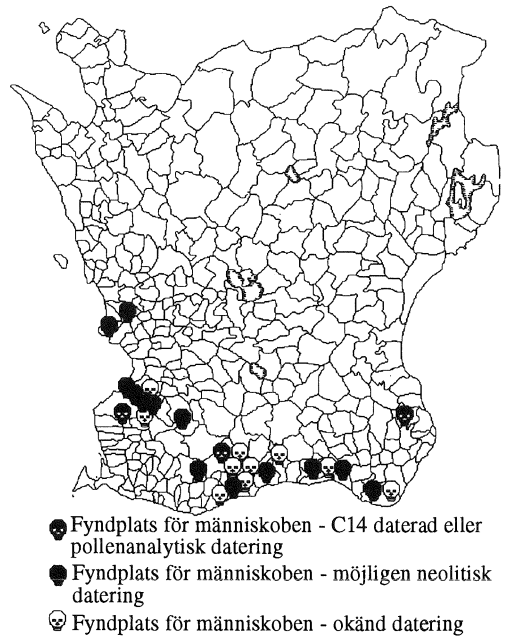 Fyndplats för människoben - C14 daterad eller
pollenanalytisk datering
Fyndplats för människoben - möjligen neolitisk
datering
Fyndplats för människoben - okänd datering